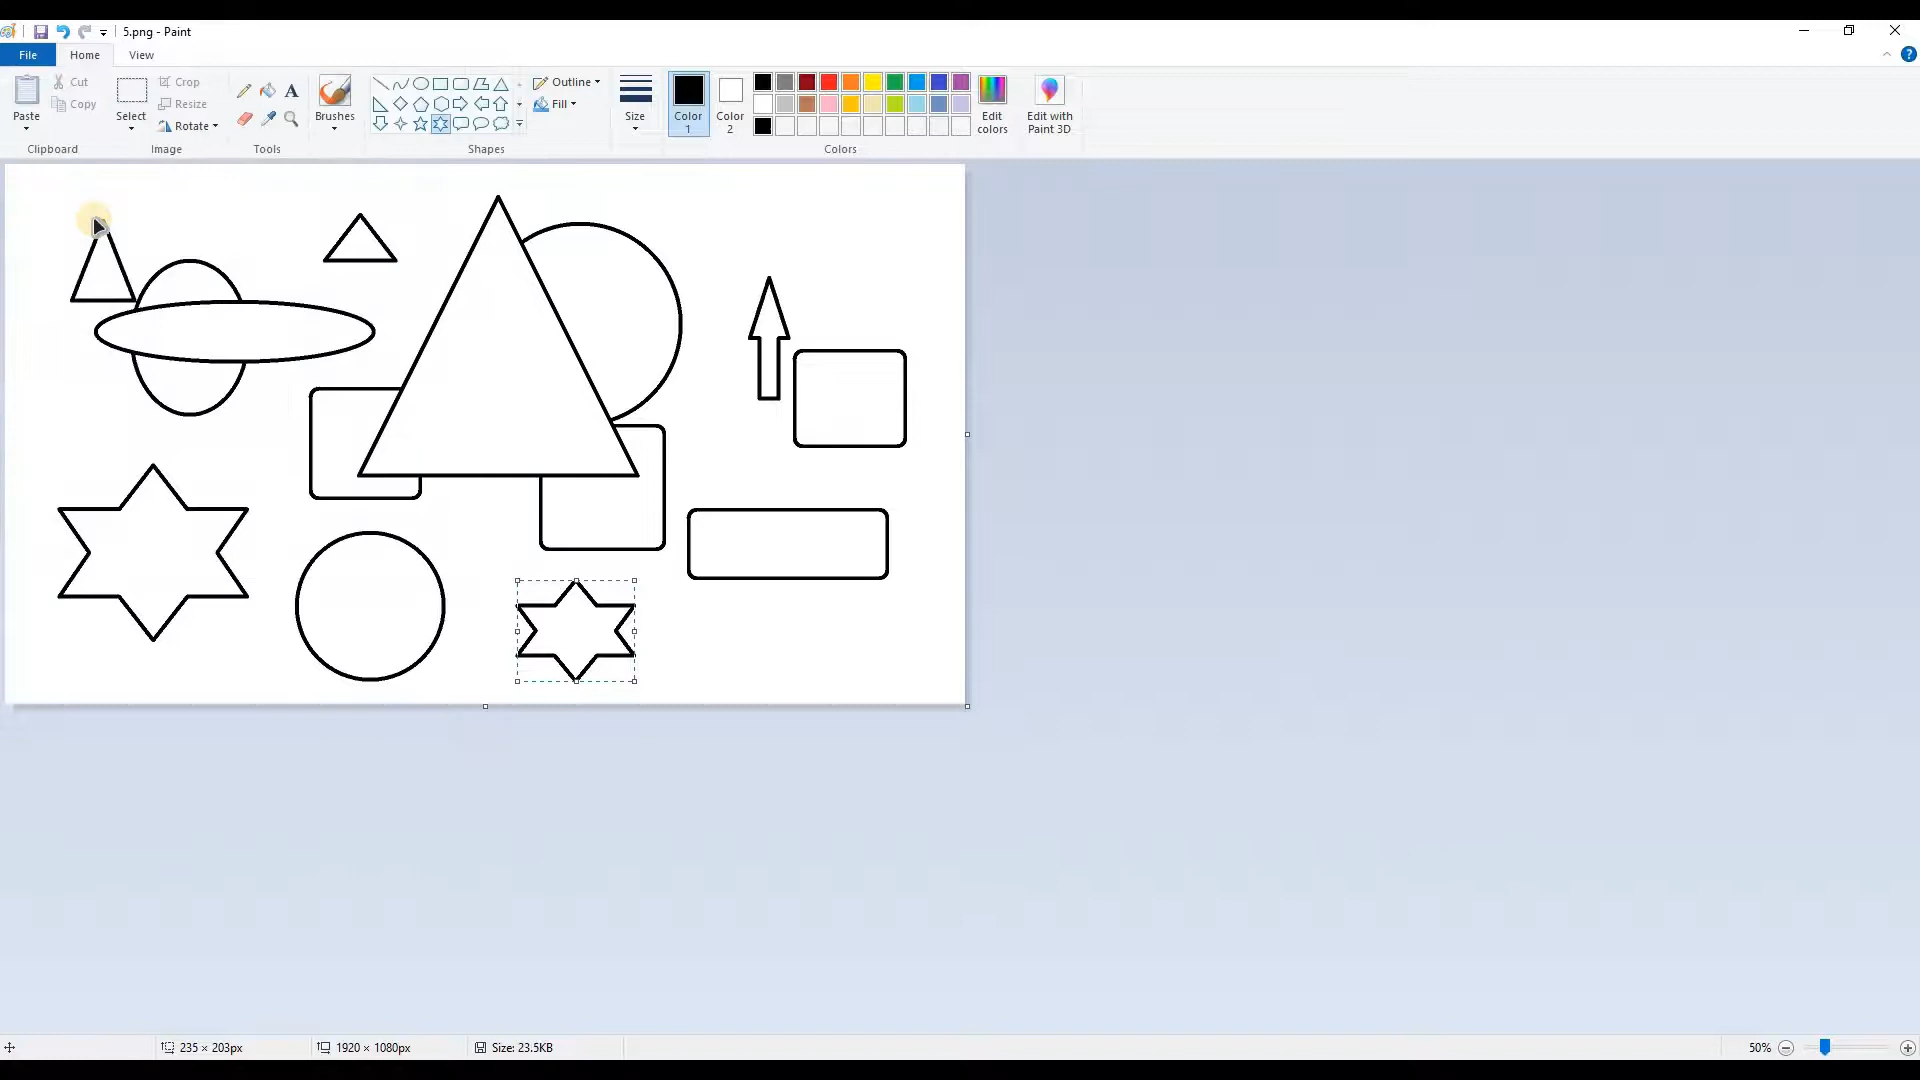 5.png - Paint
File Home View
Paste
Cut
Copy
Clipboard
Select
Crop
Resize
Rotate
Image
A
Tools
Brushes
Shapes
Outline
Fill
Size
Color
1
Color
2
Edit
colors
Colors
Edit with
Paint 3D
?
235 × 203px
1920 × 1080px
Size: 23.5KB
50%